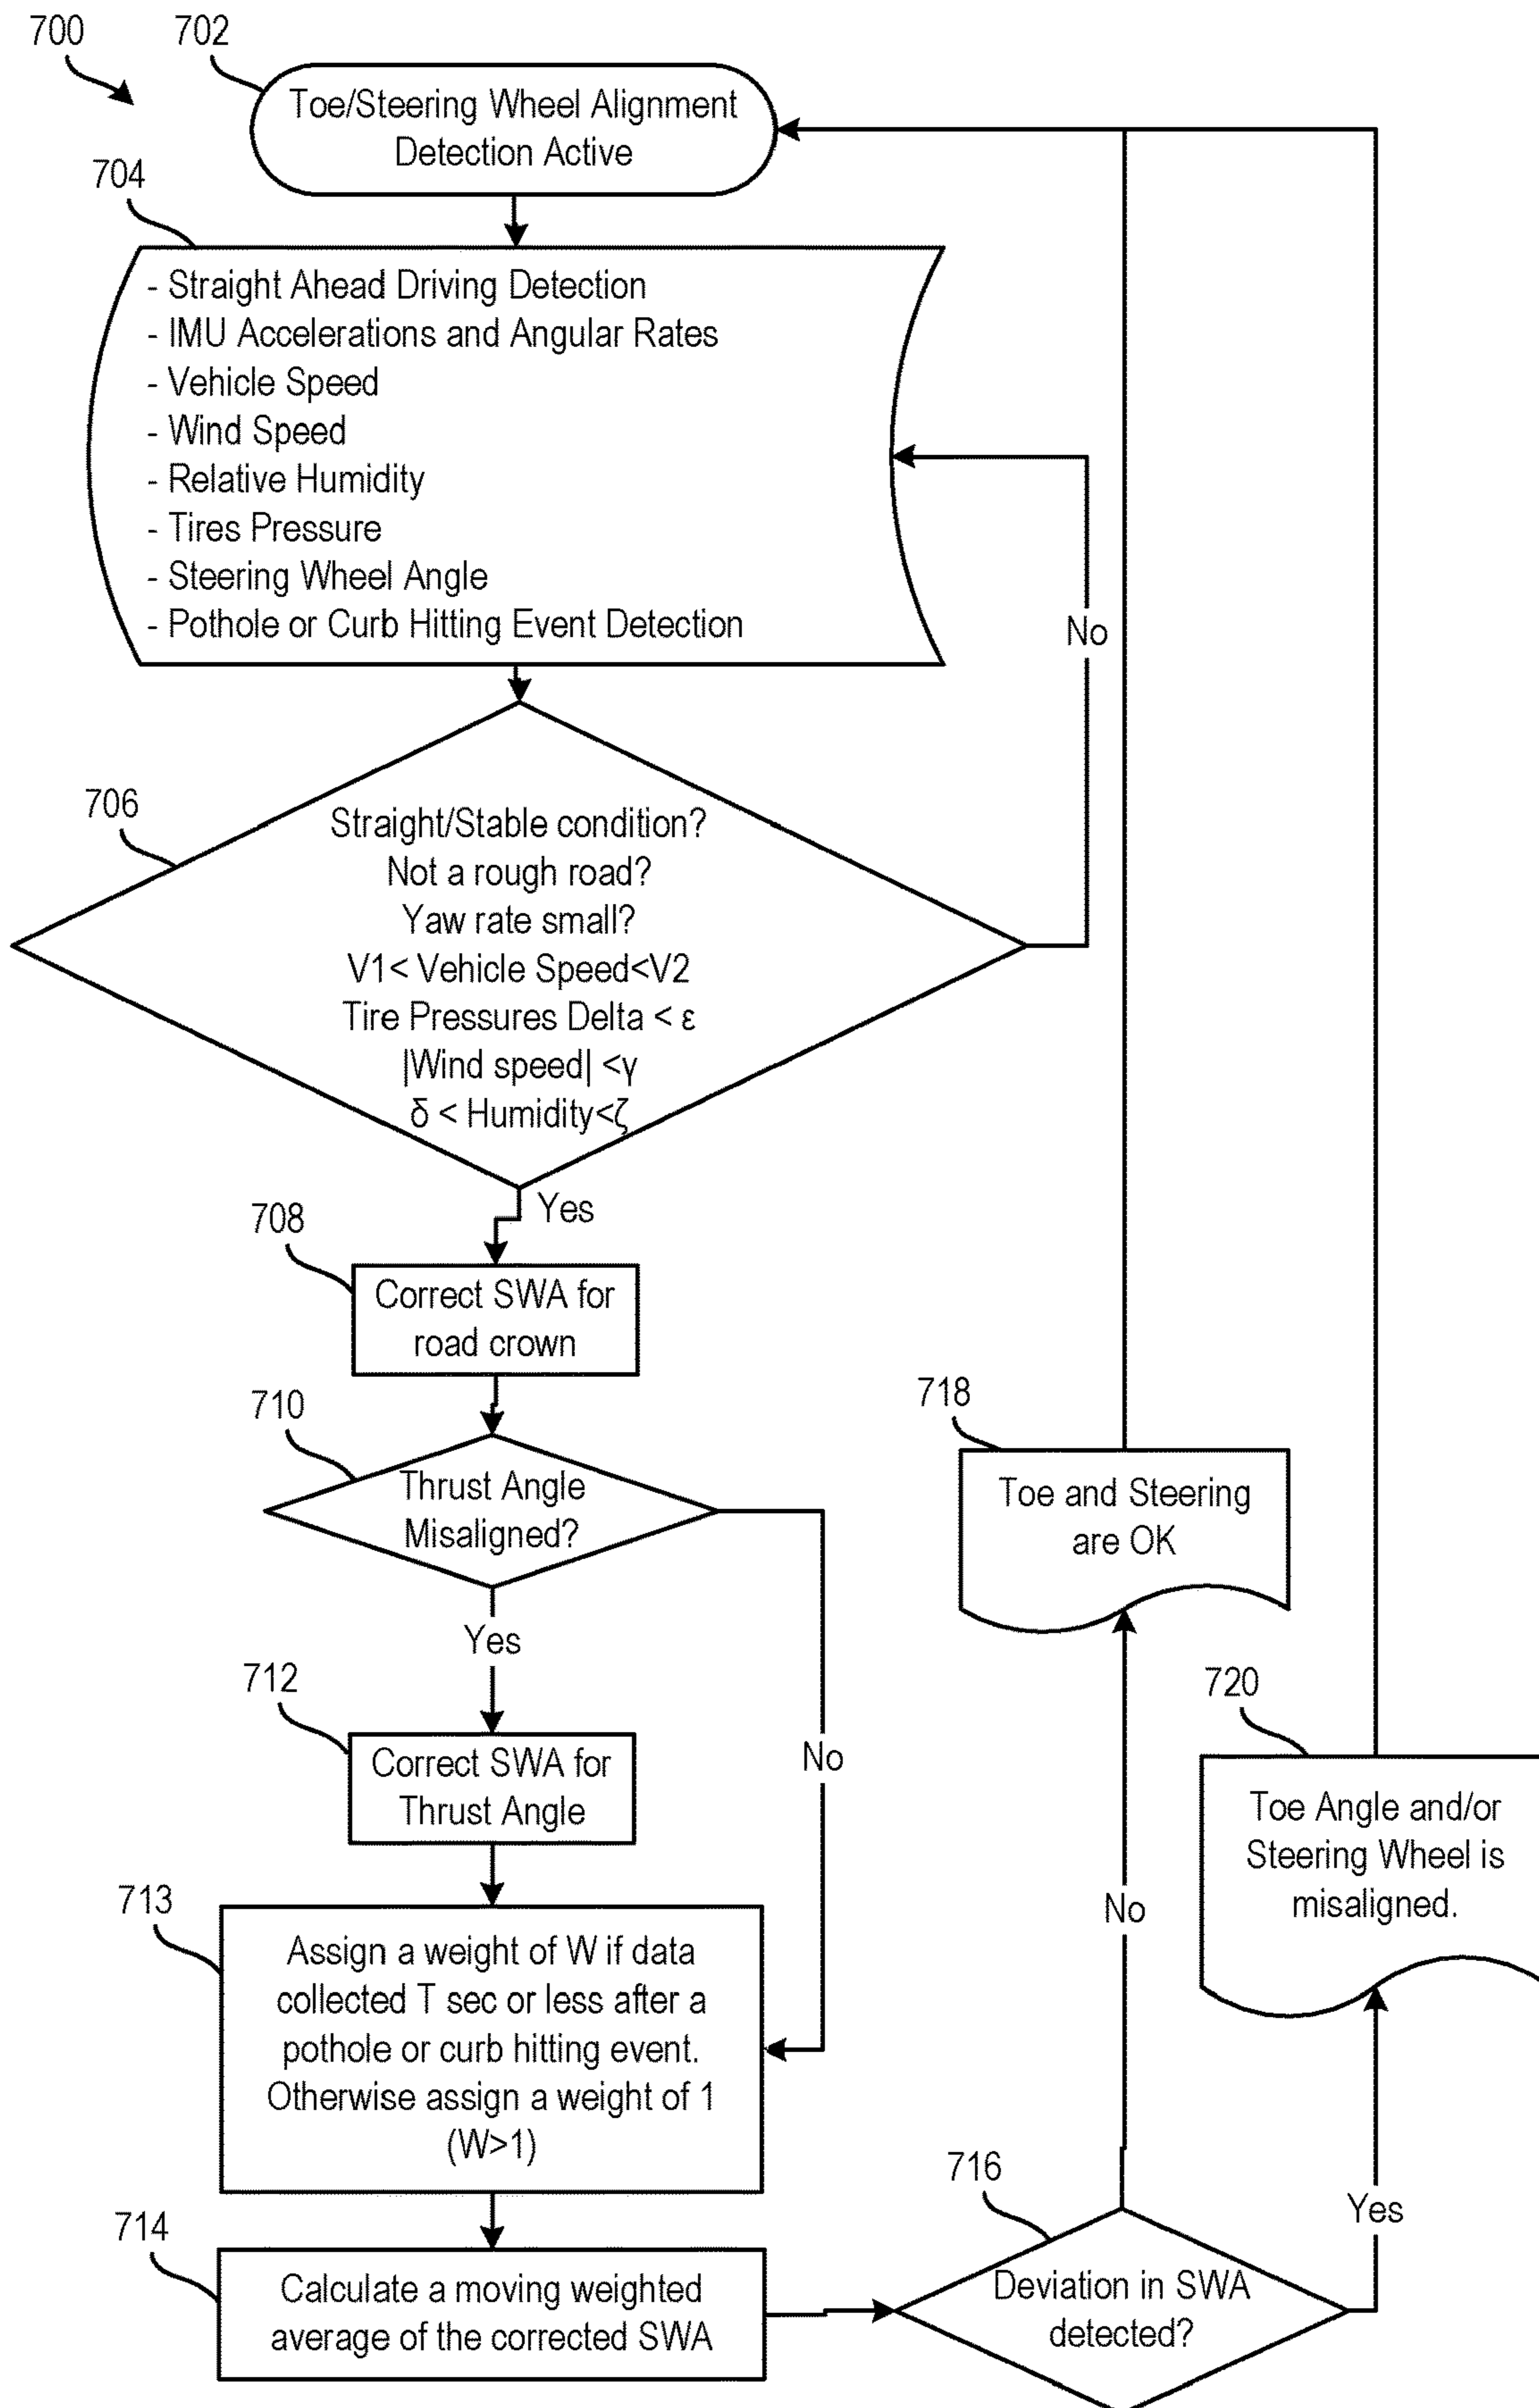 700
702
Toe/Steering Wheel Alignment
Detection Active
704
- Straight Ahead Driving Detection
- IMU Accelerations and Angular Rates
- Vehicle Speed
- Wind Speed
- Relative Humidity
- Tires Pressure
- Steering Wheel Angle
- Pothole or Curb Hitting Event Detection
No
706
Straight/Stable condition?
Not a rough road?
Yaw rate small?
V1< Vehicle Speed<V2
Tire Pressures Delta < ε
|Wind speed| <γ
δ < Humidity<ζ
Yes
708
Correct SWA for
road crown
710
Thrust Angle
Misaligned?
Yes
No
712
Correct SWA for
Thrust Angle
713
Assign a weight of W if data
collected T sec or less after a
pothole or curb hitting event.
Otherwise assign a weight of 1
(W>1)
714
Calculate a moving weighted
average of the corrected SWA
716
Deviation in SWA
detected?
No
Yes
718
Toe and Steering
are OK
720
Toe Angle and/or
Steering Wheel is
misaligned.